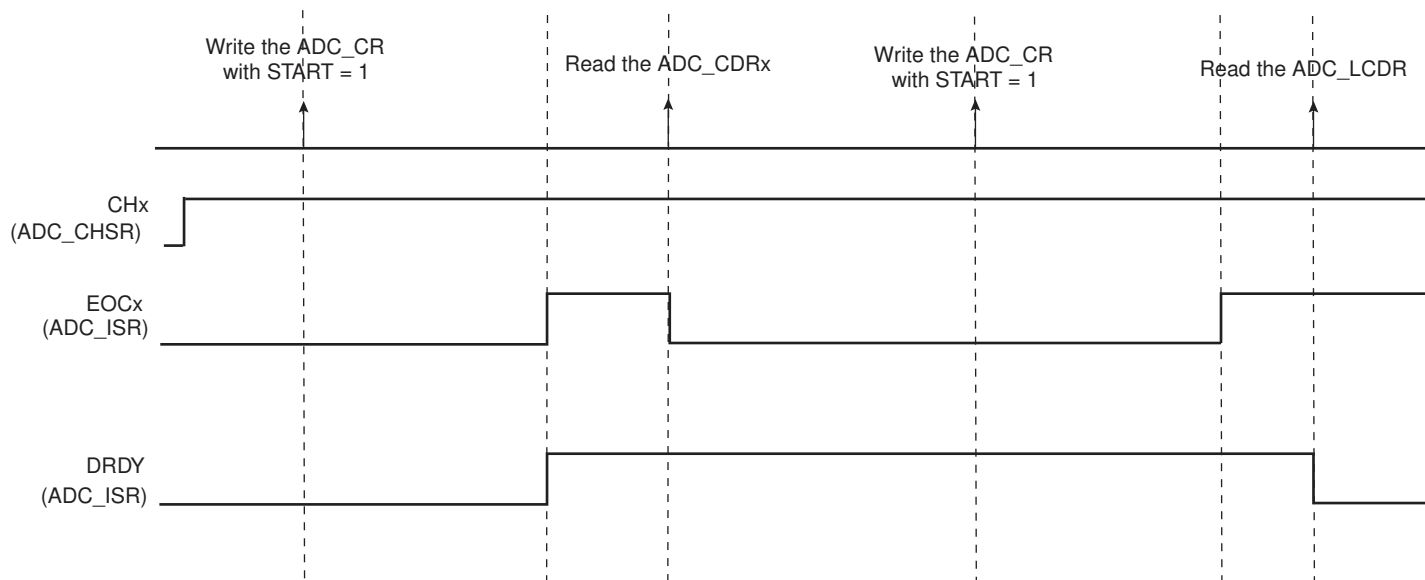 Write the ADC_CR
with START = 1
Read the ADC_CDRx
Write the ADC_CR
with START = 1
Read the ADC_LCDR
CHx
(ADC_CHSR)
EOCx
(ADC_ISR)
DRDY
(ADC_ISR)